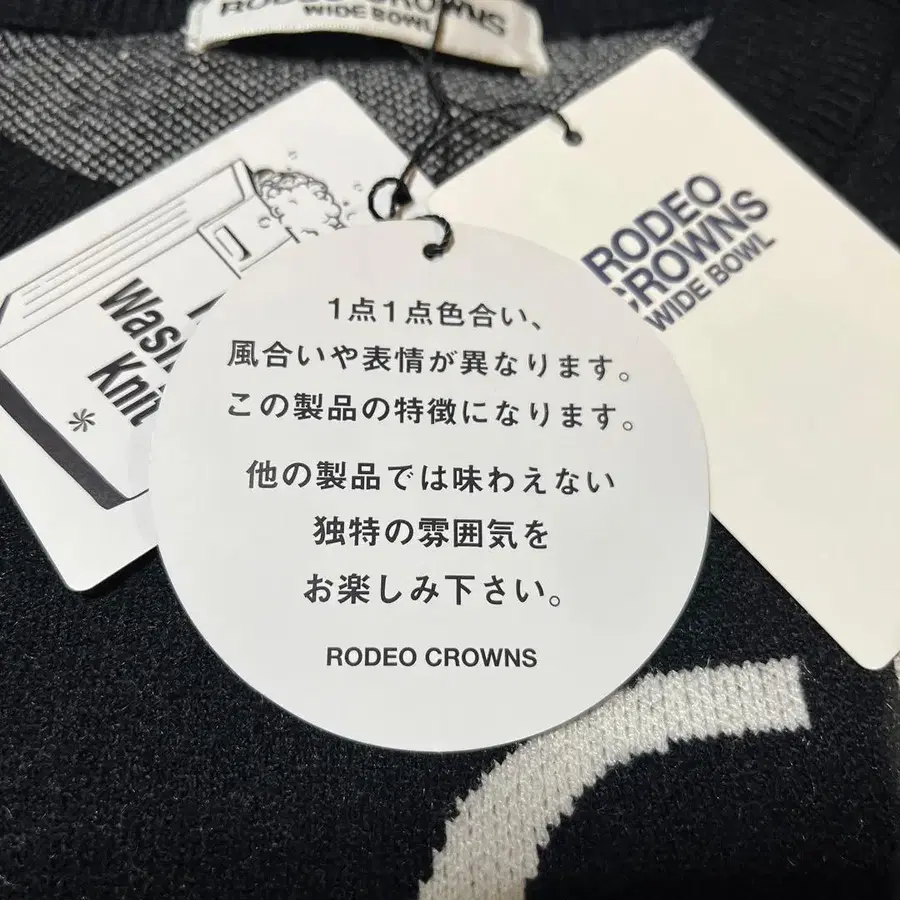 RODEO CROWNS
WIDE BOWL
Knit
※
RODEO
CROWNS
WIDE BOWL
1点1点色合い、
風合いや表情が異なります。
この製品の特徴になります。
他の製品では味わえない
独特の雰囲気を
お楽しみ下さい。
RODEO CROWNS